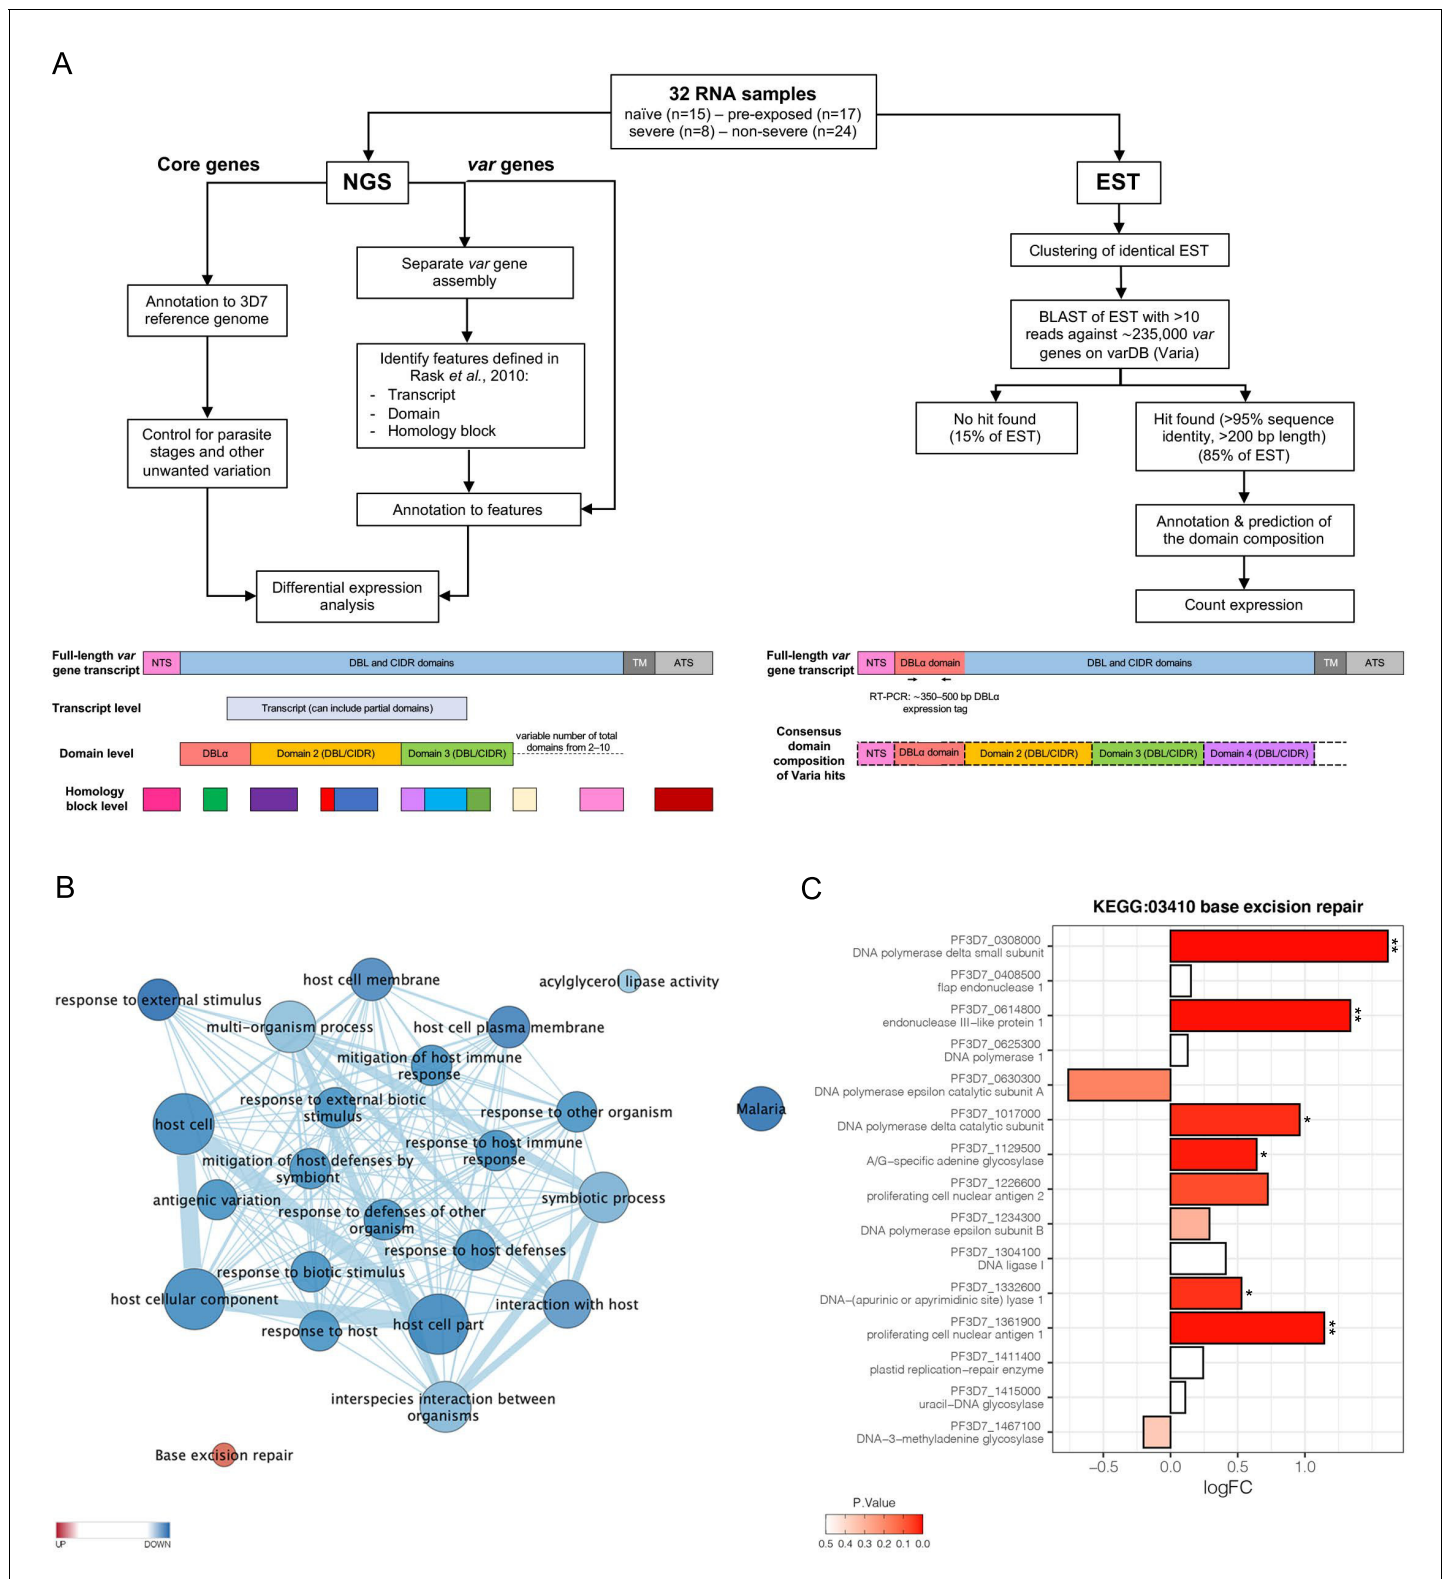 A
32 RNA samples
naïve (n=15) – pre-exposed (n=17)
severe (n=8) – non-severe (n=24)
Core genes
var genes
NGS
EST
Separate var gene
assembly
Annotation to 3D7
reference genome
Identify features defined in
Rask et al., 2010:
- Transcript
- Domain
- Homology block
Control for parasite
stages and other
unwanted variation
Annotation to features
Differential expression
analysis
Clustering of identical EST
BLAST of EST with >10
reads against ~235,000 var
genes on varDB (Varia)
No hit found
(15% of EST)
Hit found (>95% sequence
identity, >200 bp length)
(85% of EST)
Annotation & prediction of
the domain composition
Count expression
Full-length var
gene transcript
NTS
DBL and CIDR domains
TM
ATS
Transcript level
Transcript (can include partial domains)
Domain level
DBLα
Domain 2 (DBL/CIDR)
Domain 3 (DBL/CIDR)
variable number of total
domains from 2–10
Homology
block level
Full-length var
gene transcript
NTS
DBLα domain
DBL and CIDR domains
TM
ATS
RT-PCR: ~350–500 bp DBLα
expression tag
Consensus
domain
composition
of Varia hits
NTS
DBLα domain
Domain 2 (DBL/CIDR)
Domain 3 (DBL/CIDR)
Domain 4 (DBL/CIDR)
B
host cell membrane
acylglycerol lipase activity
response to external stimulus
multi-organism process
host cell plasma membrane
mitigation of host immune
response
response to external biotic
stimulus
response to other organism
Malaria
host cell
response to host immune
response
mitigation of host defenses by
symbiont
antigenic variation
symbiotic process
response to defenses of other
organism
response to host defenses
response to biotic stimulus
host cellular component
interaction with host
response to host
host cell part
interspecies interaction between
organisms
Base excision repair
UP
DOWN
C
KEGG:03410 base excision repair
PF3D7_0308000
DNA polymerase delta small subunit
**
PF3D7_0408500
flap endonuclease 1
PF3D7_0614800
endonuclease III–like protein 1
**
PF3D7_0625300
DNA polymerase 1
PF3D7_0630300
DNA polymerase epsilon catalytic subunit A
PF3D7_1017000
DNA polymerase delta catalytic subunit
*
PF3D7_1129500
A/G–specific adenine glycosylase
*
PF3D7_1226600
proliferating cell nuclear antigen 2
PF3D7_1234300
DNA polymerase epsilon subunit B
PF3D7_1304100
DNA ligase I
PF3D7_1332600
DNA–(apurinic or apyrimidinic site) lyase 1
*
PF3D7_1361900
proliferating cell nuclear antigen 1
**
PF3D7_1411400
plastid replication–repair enzyme
PF3D7_1415000
uracil–DNA glycosylase
PF3D7_1467100
DNA–3–methyladenine glycosylase
–0.5 0.0 0.5 1.0
logFC
P.Value
0.5 0.4 0.3 0.2 0.1 0.0